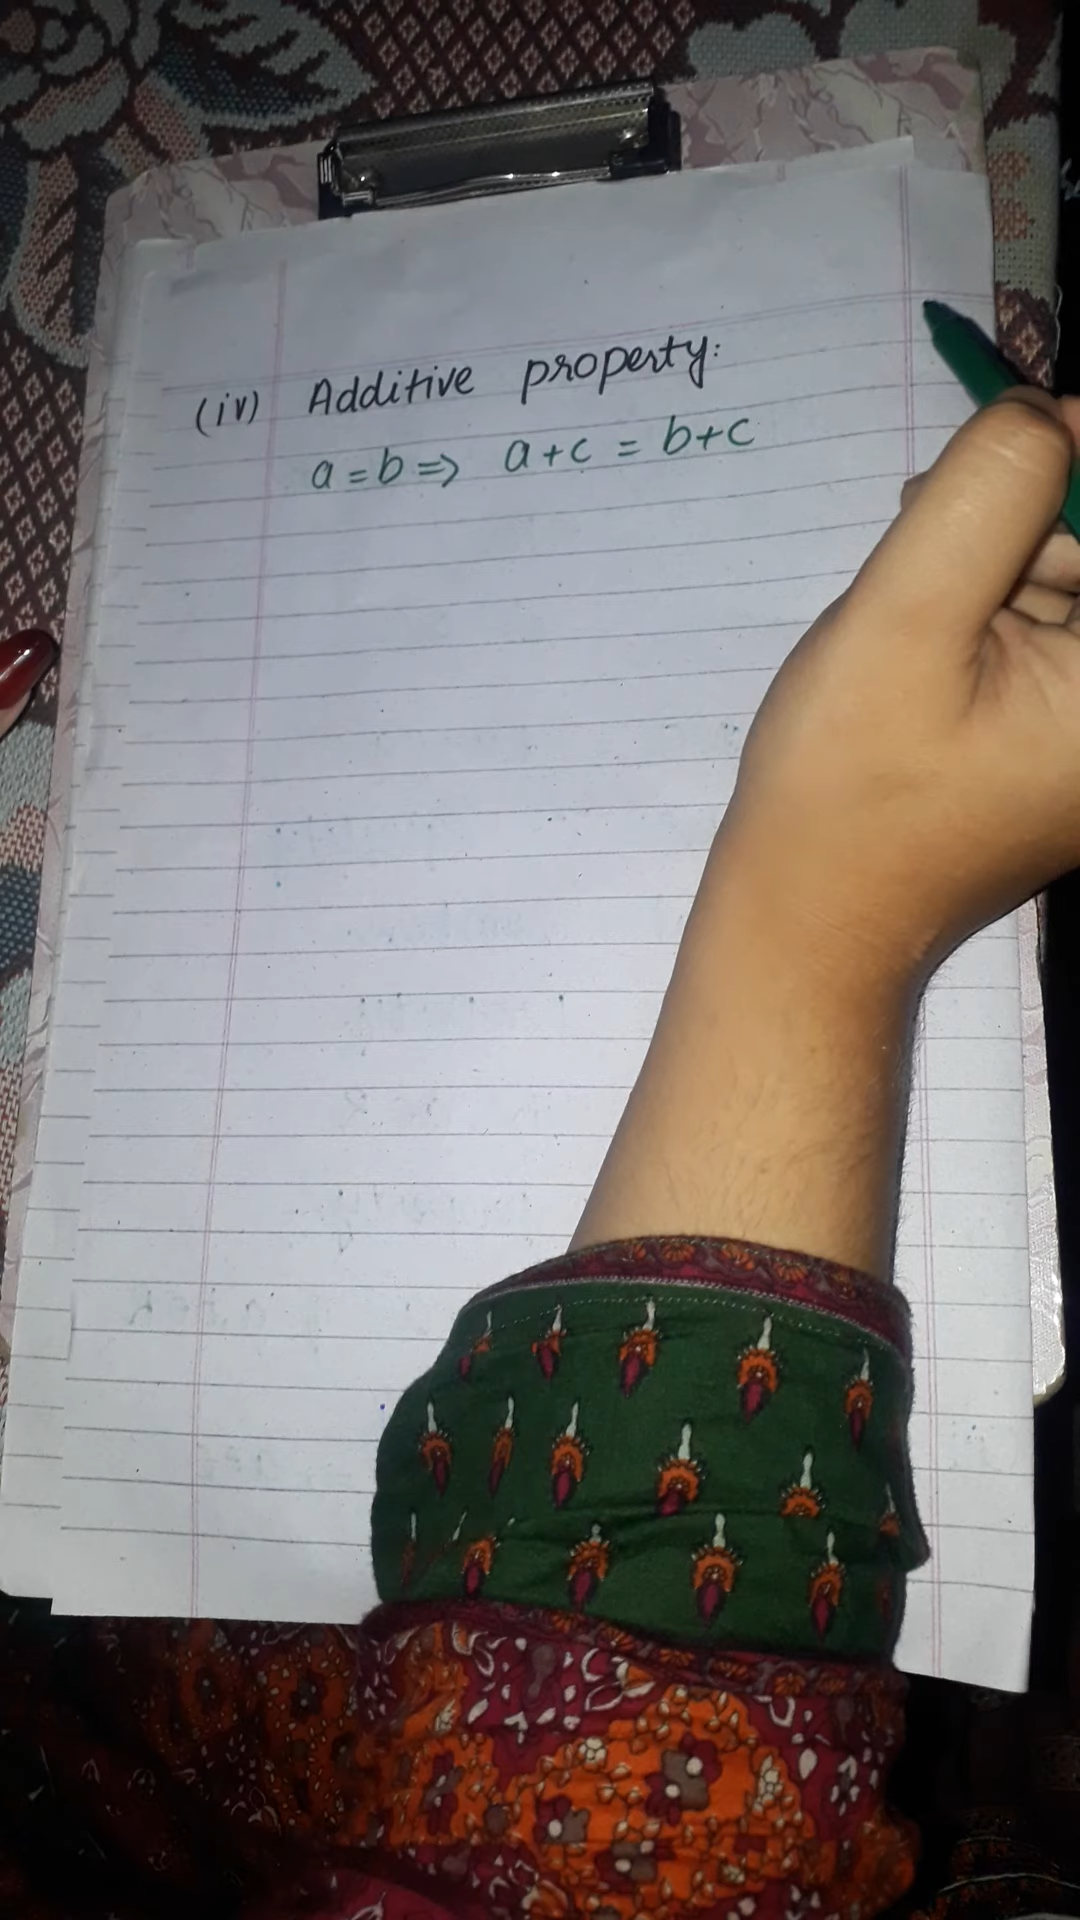 (iv) Additive property:
a = b ⇒ a + c = b + c